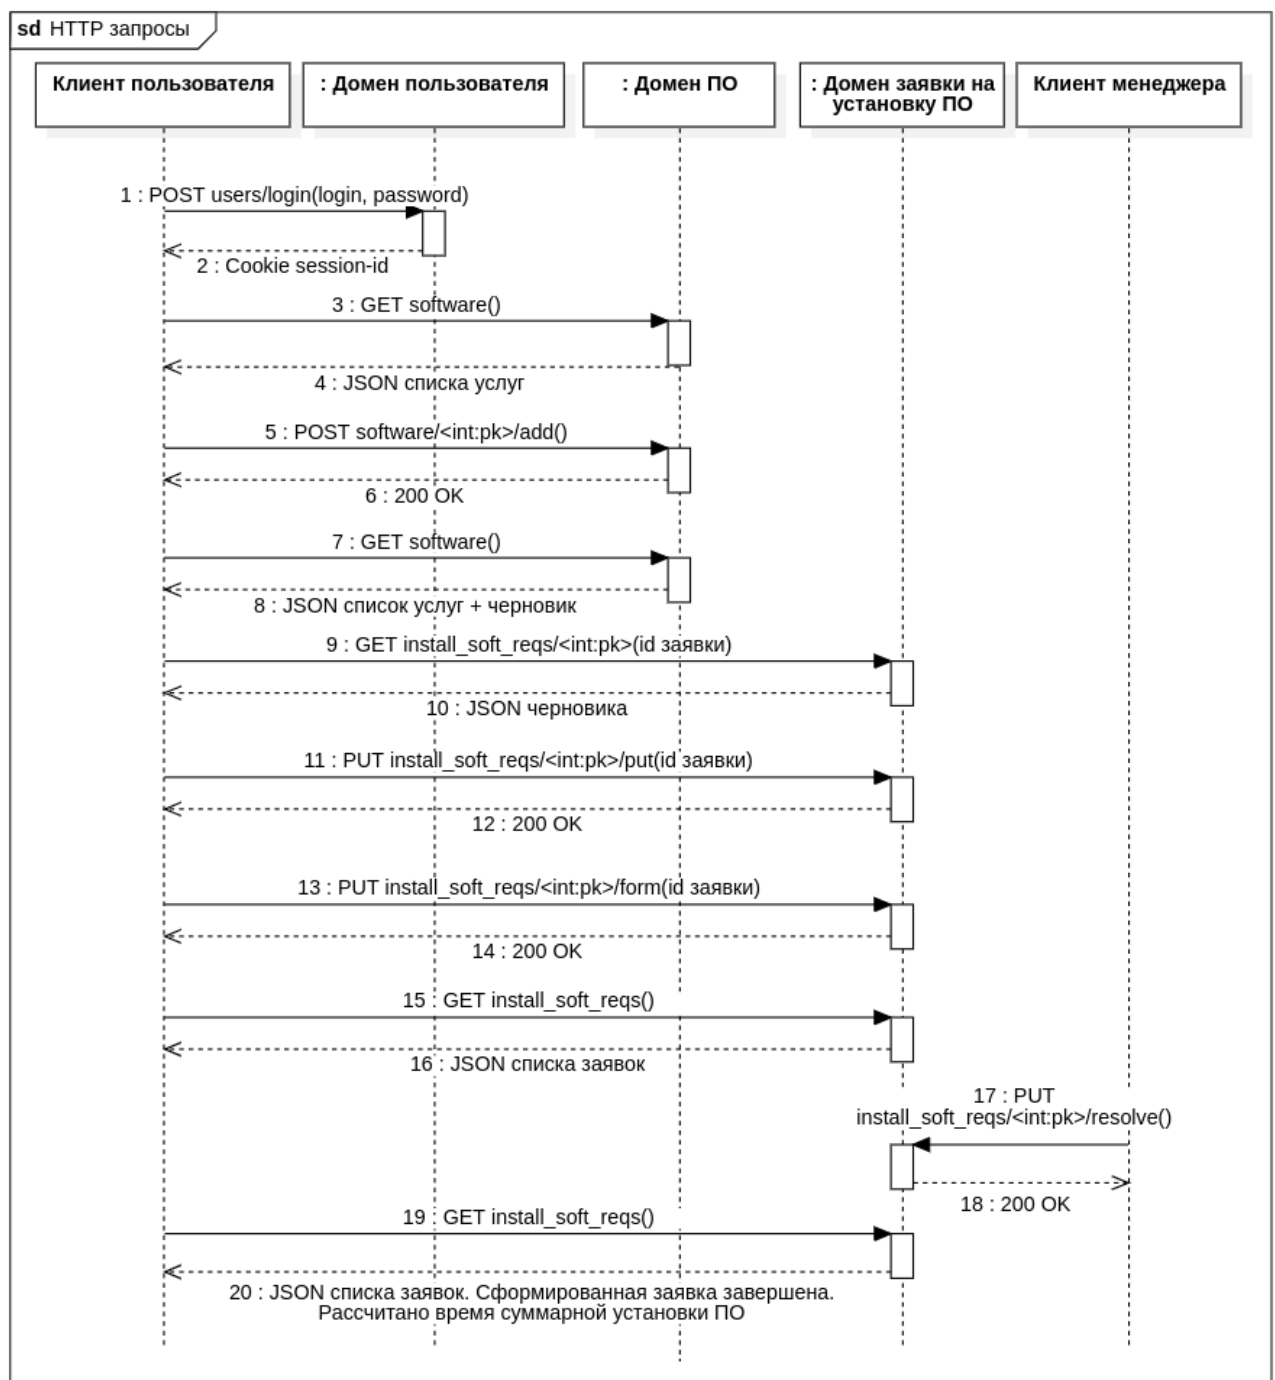 sd HTTP запросы
Клиент пользователя
: Домен пользователя
: Домен ПО
: Домен заявки на
установку ПО
Клиент менеджера
1 : POST users/login(login, password)
2 : Cookie session-id
3 : GET software()
4 : JSON списка услуг
5 : POST software/<int:pk>/add()
6 : 200 OK
7 : GET software()
8 : JSON список услуг + черновик
9 : GET install_soft_reqs/<int:pk>(id заявки)
10 : JSON черновика
11 : PUT install_soft_reqs/<int:pk>/put(id заявки)
12 : 200 OK
13 : PUT install_soft_reqs/<int:pk>/form(id заявки)
14 : 200 OK
15 : GET install_soft_reqs()
16 : JSON списка заявок
17 : PUT
install_soft_reqs/<int:pk>/resolve()
18 : 200 OK
19 : GET install_soft_reqs()
20 : JSON списка заявок. Сформированная заявка завершена.
Рассчитано время суммарной установки ПО